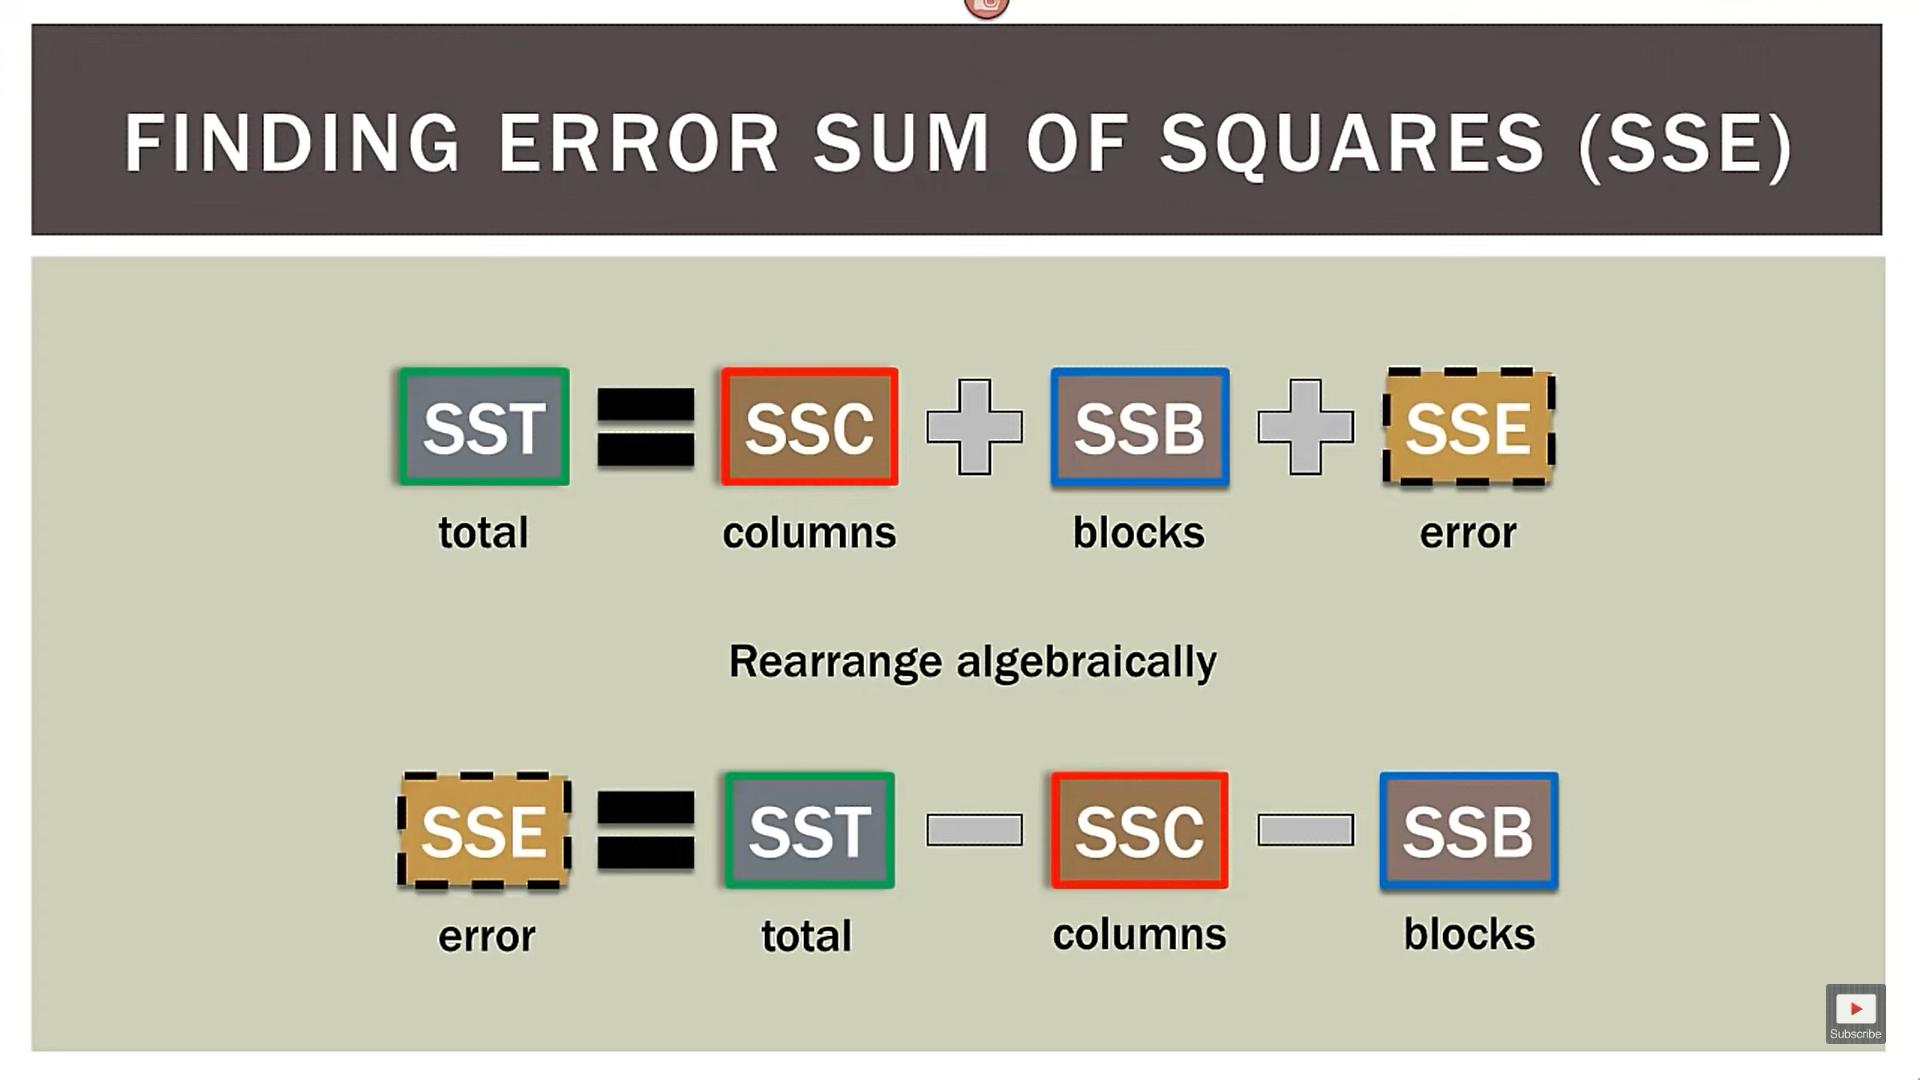 FINDING ERROR SUM OF SQUARES (SSE)
SST = SSC + SSB + SSE
total columns blocks error
Rearrange algebraically
SSE = SST − SSC − SSB
error total columns blocks
Subscribe